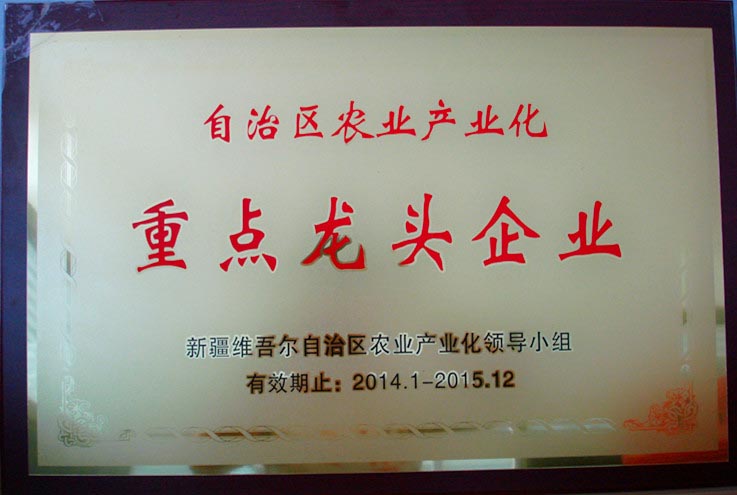 自治区农业产业化
重点龙头企业
新疆维吾尔自治区农业产业化领导小组
有效期止：2014.1-2015.12